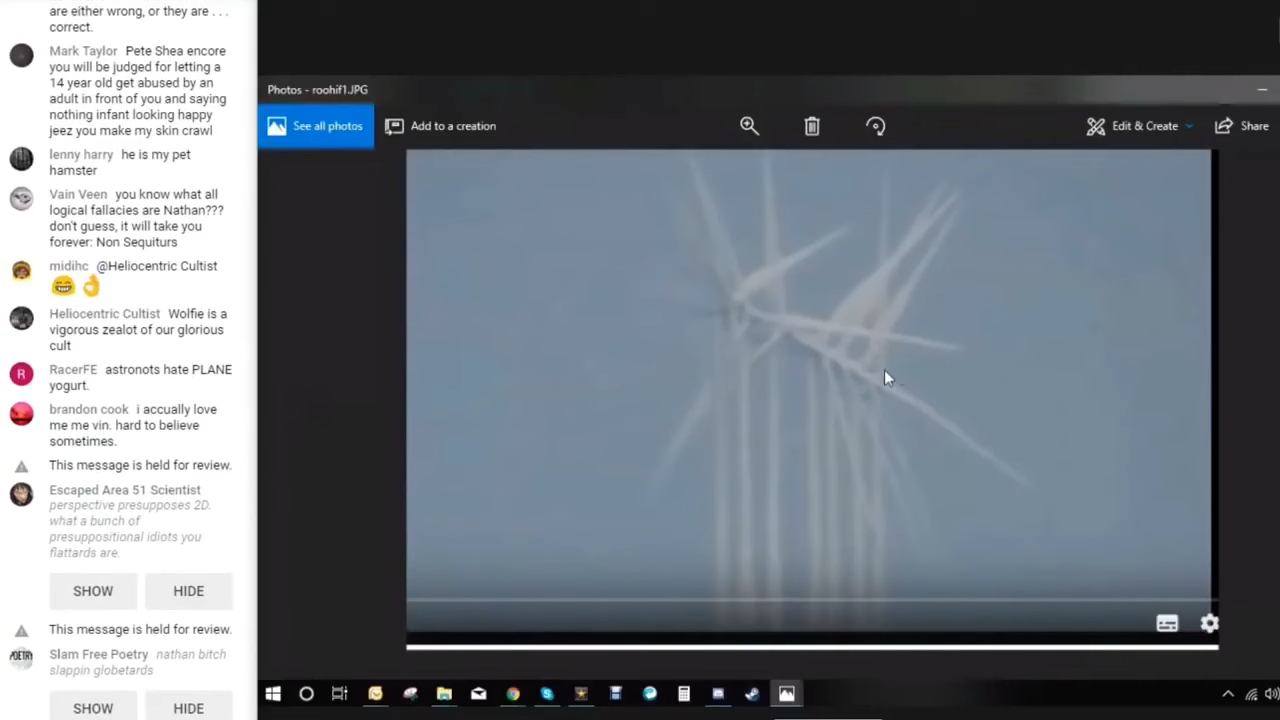 are either wrong, or they are . . .
correct.
Mark Taylor Pete Shea encore
you will be judged for letting a
14 year old get abused by an
adult in front of you and saying
nothing infant looking happy
jeez you make my skin crawl
lenny harry he is my pet
hamster
Vain Veen you know what all
logical fallacies are Nathan???
don't guess, it will take you
forever: Non Sequiturs
midihc @Heliocentric Cultist
Heliocentric Cultist Wolfie is a
vigorous zealot of our glorious
cult
RacerFE astronots hate PLANE
yogurt.
brandon cook i accually love
me me vin. hard to believe
sometimes.
This message is held for review.
Escaped Area 51 Scientist
perspective presupposes 2D.
what a bunch of
presuppositional idiots you
flattards are.
SHOW HIDE
This message is held for review.
Slam Free Poetry nathan bitch
slappin globetards
SHOW HIDE
Photos - roohif1.JPG
See all photos Add to a creation Edit & Create Share
R
POETRY